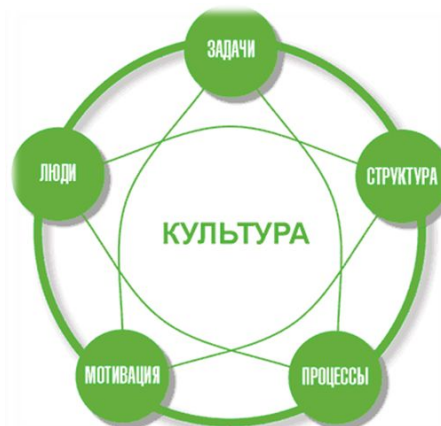 ЗАДАЧИ
ЛЮДИ
СТРУКТУРА
КУЛЬТУРА
МОТИВАЦИЯ
ПРОЦЕССЫ